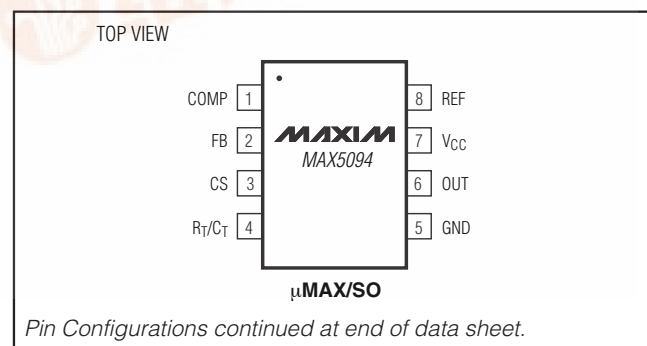 TOP VIEW
COMP 1
FB 2
CS 3
RT/CT 4
MAXIM
MAX5094
8 REF
7 VCC
6 OUT
5 GND
µMAX/SO
Pin Configurations continued at end of data sheet.